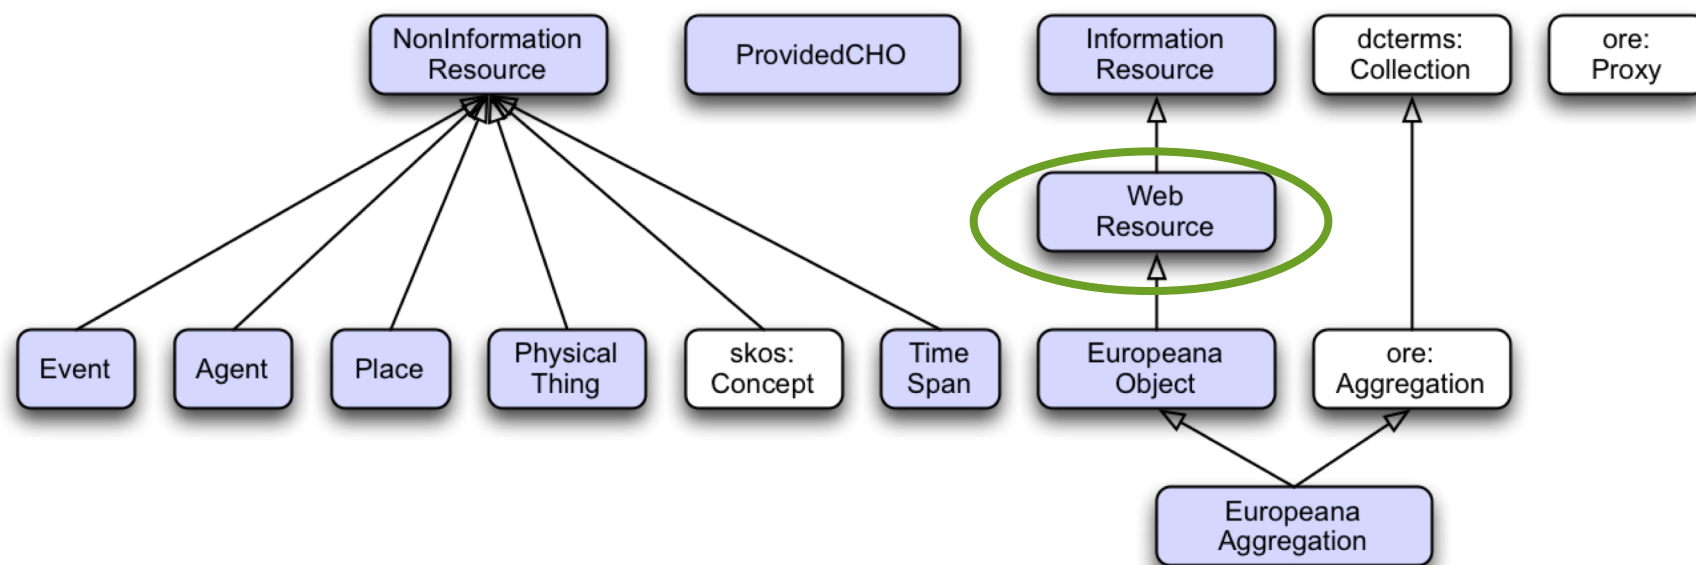 NonInformation
Resource
ProvidedCHO
Information
Resource
dcterms:
Collection
ore:
Proxy
Web
Resource
Event
Agent
Place
Physical
Thing
skos:
Concept
Time
Span
Europeana
Object
ore:
Aggregation
Europeana
Aggregation